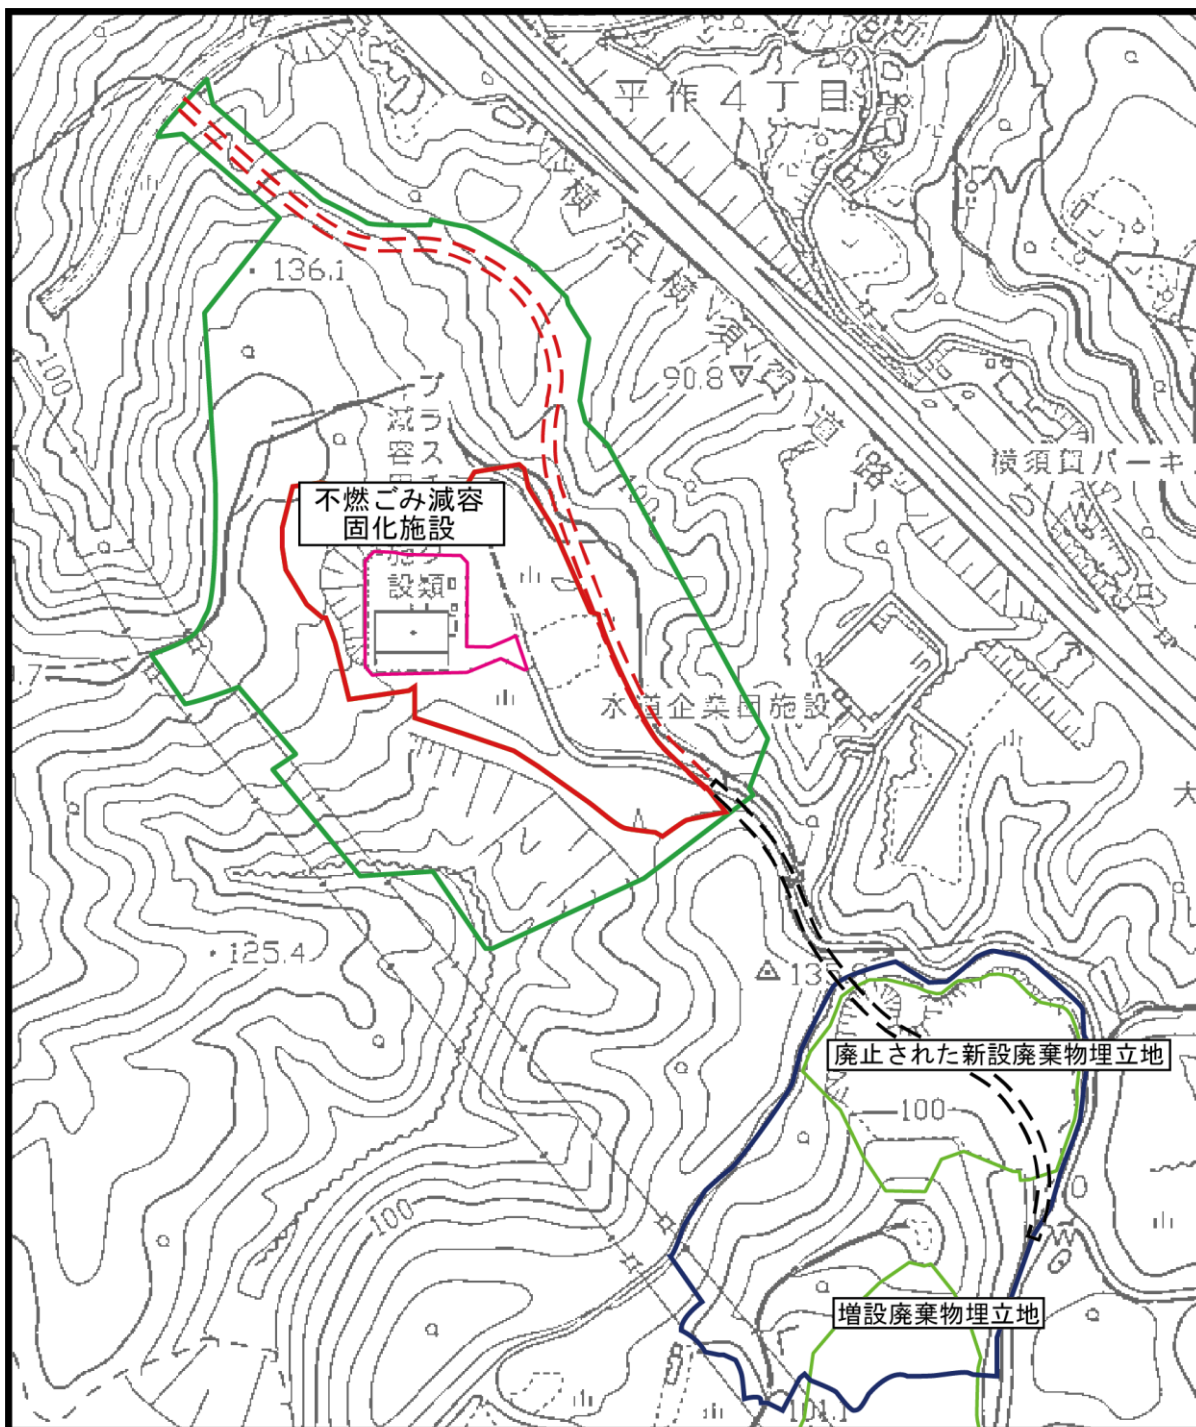 平作4丁目
136.1
100
90.8
横浜横須賀道路
横須賀パーキ
不燃ごみ減容
固化施設
水道企業団施設
大
125.4
廃止された新設廃棄物埋立地
100
100
増設廃棄物埋立地
101.1